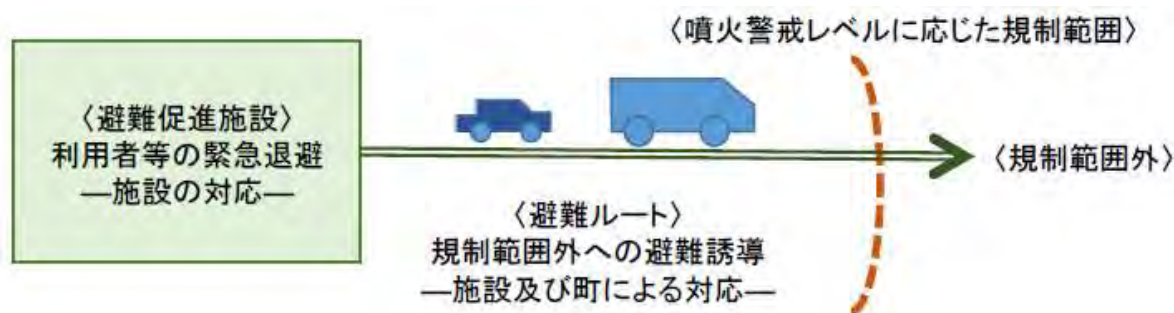 〈噴火警戒レベルに応じた規制範囲〉
〈避難促進施設〉
利用者等の緊急退避
―施設の対応―
〈規制範囲外〉
〈避難ルート〉
規制範囲外への避難誘導
―施設及び町による対応―